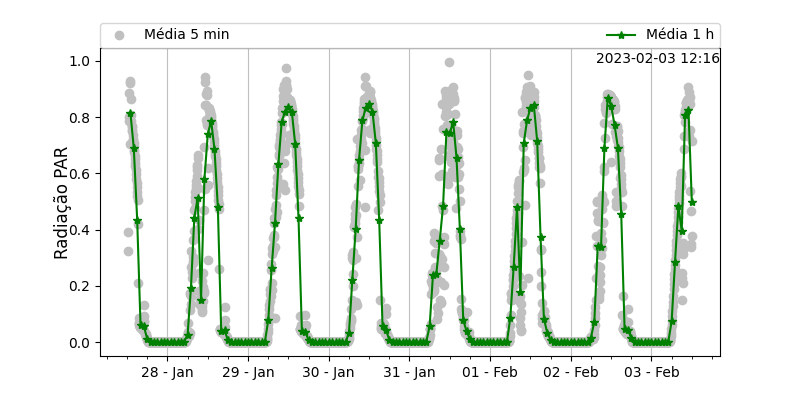 Média 5 min
Média 1 h
2023-02-03 12:16
Radiação PAR
1.0
0.8
0.6
0.4
0.2
0.0
28 - Jan
29 - Jan
30 - Jan
31 - Jan
01 - Feb
02 - Feb
03 - Feb